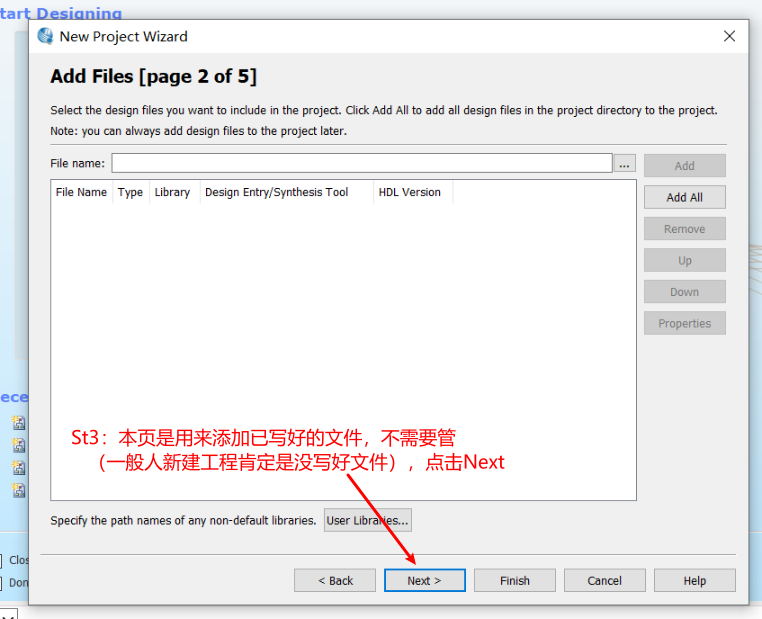 tart Designing
New Project Wizard
Add Files [page 2 of 5]
Select the design files you want to include in the project. Click Add All to add all design files in the project directory to the project.
Note: you can always add design files to the project later.
File name:
...
Add
File Name Type Library Design Entry/Synthesis Tool HDL Version
Add All
Remove
Up
Down
Properties
ece
St3：本页是用来添加已写好的文件，不需要管
（一般人新建工程肯定是没写好文件），点击Next
Specify the path names of any non-default libraries. User Libraries...
Clos
Don
< Back Next > Finish Cancel Help